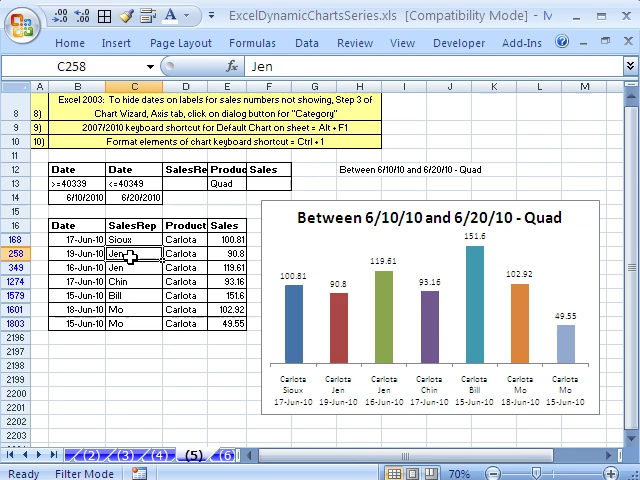 ExcelDynamicChartsSeries.xls [Compatibility Mode] - M
Home Insert Page Layout Formulas Data Review View Developer Add-Ins
C258 fx Jen
A B C D E F G H I J K L M
8 8) Excel 2003: To hide dates on labels for sales numbers not showing, Step 3 of
Chart Wizard, Axis tab, click on dialog button for "Category"
9 9) 2007/2010 keyboard shortcut for Default Chart on sheet = Alt + F1
10 10) Format elements of chart keyboard shortcut = Ctrl + 1
11
12 Date Date SalesRe Produc Sales Between 6/10/10 and 6/20/10 - Quad
13 >=40339 <=40349 Quad
14 6/10/2010 6/20/2010
15
16 Date SalesRep Product Sales
168 17-Jun-10 Sioux Carlota 100.81
258 19-Jun-10 Jen Carlota 90.8
349 16-Jun-10 Jen Carlota 119.61
1274 17-Jun-10 Chin Carlota 93.16
1579 15-Jun-10 Bill Carlota 151.6
1601 18-Jun-10 Mo Carlota 102.92
1803 15-Jun-10 Mo Carlota 49.55
2196
2197
2198
2199
2200
2201
2202
2203
Between 6/10/10 and 6/20/10 - Quad
100.81 90.8 119.61 93.16 151.6 102.92 49.55
Carlota Carlota Carlota Carlota Carlota Carlota Carlota
Sioux Jen Jen Chin Bill Mo Mo
17-Jun-10 19-Jun-10 16-Jun-10 17-Jun-10 15-Jun-10 18-Jun-10 15-Jun-10
(2) (3) (4) (5) (6
Ready Filter Mode 70%